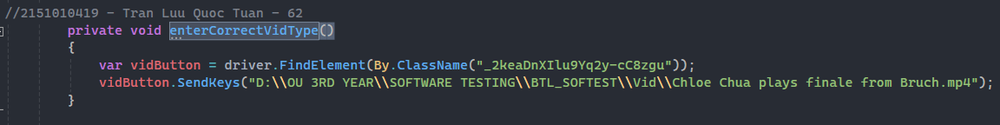 //2151010419 - Tran Luu Quoc Tuan - 62
private void enterCorrectVidType()
{
var vidButton = driver.FindElement(By.ClassName("_2keaDnXIlu9Yq2y-cC8zgu"));
vidButton.SendKeys("D:\\OU 3RD YEAR\\SOFTWARE TESTING\\BTL_SOFTEST\\Vid\\Chloe Chua plays finale from Bruch.mp4");
}